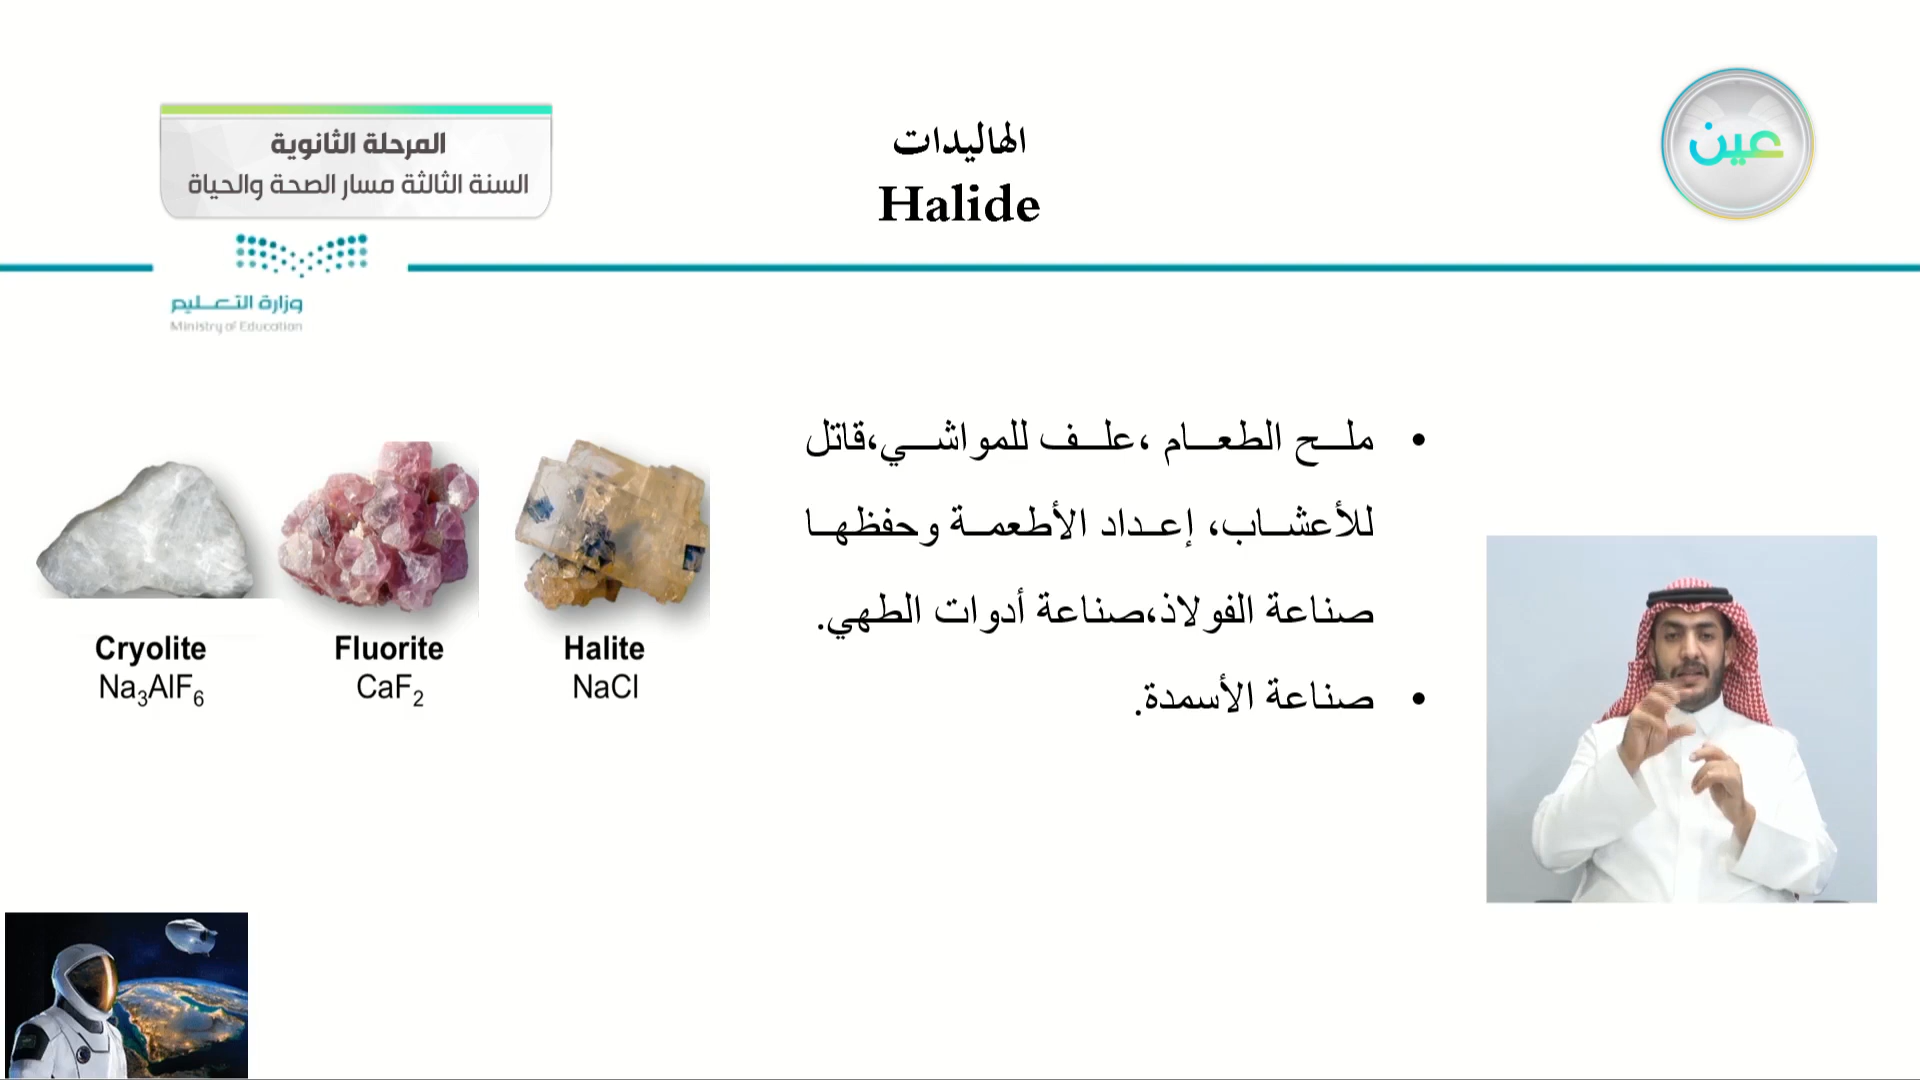 المرحلة الثانوية
السنة الثالثة مسار الصحة والحياة
الهاليدات
Halide
عين
وزارة التعليم
Ministry of Education
• ملح الطعام ،علف للمواشي،قاتل
للأعشاب، إعداد الأطعمة وحفظها
صناعة الفولاذ،صناعة أدوات الطهي.
• صناعة الأسمدة.
Cryolite
Na₃AlF₆
Fluorite
CaF₂
Halite
NaCl